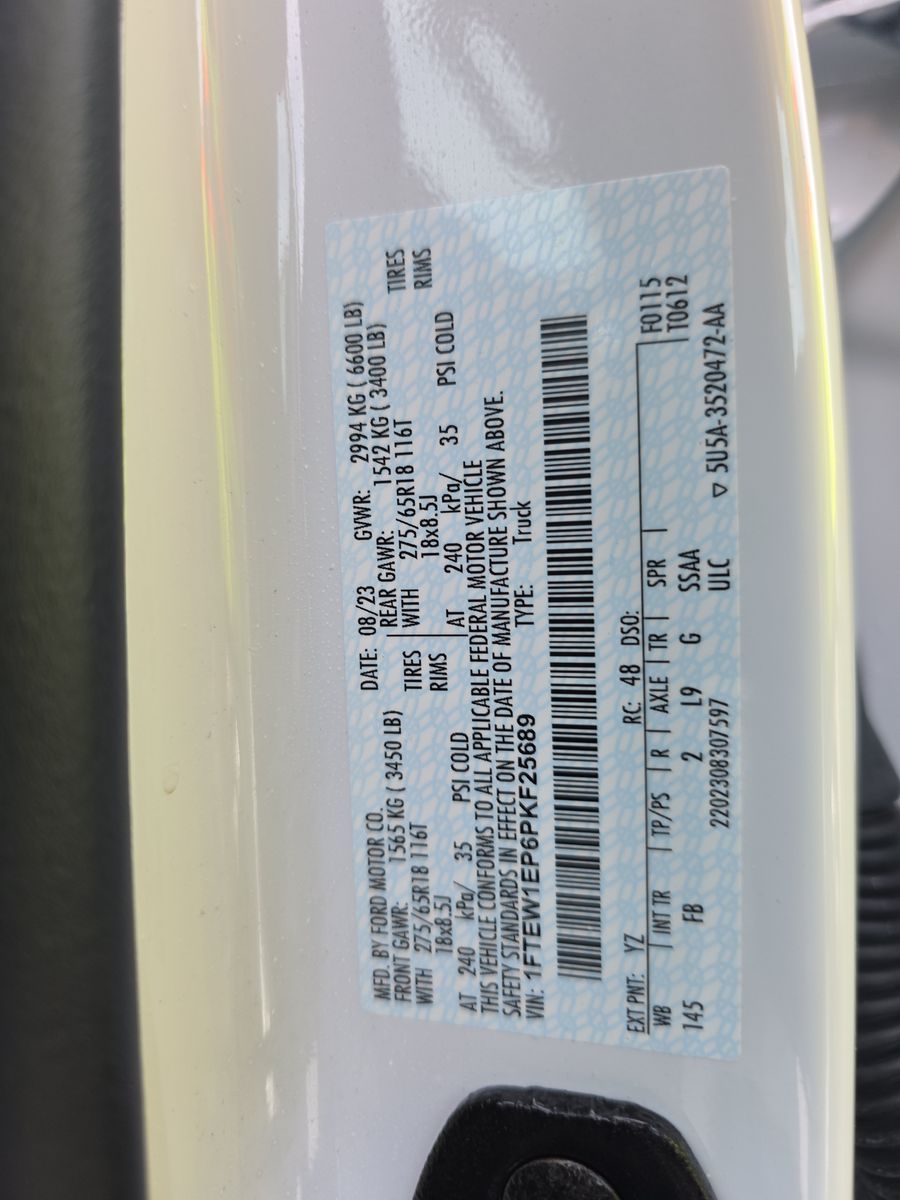 MFD. BY FORD MOTOR CO. DATE: 08/23 GVWR: 2994 KG ( 6600 LB)
FRONT GAWR: 1565 KG ( 3450 LB) REAR GAWR: 1542 KG ( 3400 LB)
WITH 275/65R18 116T TIRES WITH 275/65R18 116T TIRES
18x8.5J RIMS 18x8.5J RIMS
AT 240 kPa/ 35 PSI COLD AT 240 kPa/ 35 PSI COLD
THIS VEHICLE CONFORMS TO ALL APPLICABLE FEDERAL MOTOR VEHICLE
SAFETY STANDARDS IN EFFECT ON THE DATE OF MANUFACTURE SHOWN ABOVE.
VIN: 1FTEW1EP6PKF25689 TYPE: Truck
EXT PNT: YZ RC: 48 DSO: F0115
WB INT TR TP/PS R AXLE TR SPR T0612
145 FB 2 L9 G SSAA
2202308307597 ULC ▽ 5U5A-3520472-AA